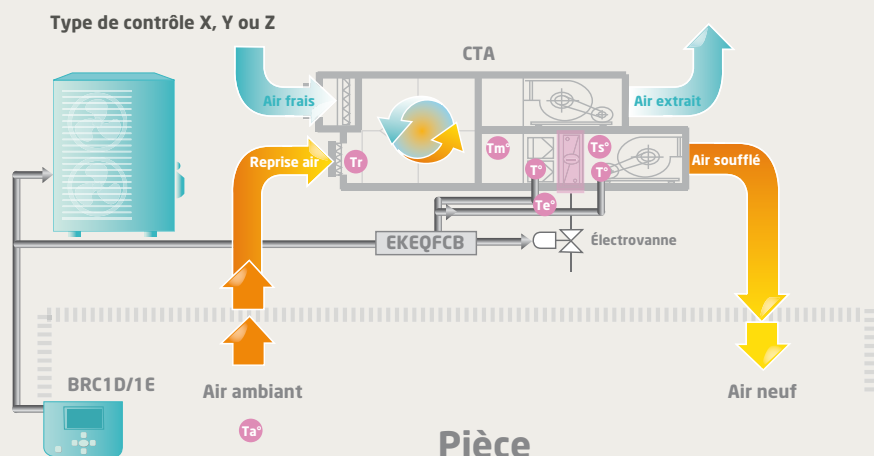 Type de contrôle X, Y ou Z
CTA
Air frais
Air extrait
Reprise air
Tr
Tm°
Ts°
T°
T°
Te°
Air soufflé
EKEQFCB
Électrovanne
BRC1D/1E
Air ambiant
Air neuf
Ta°
Pièce